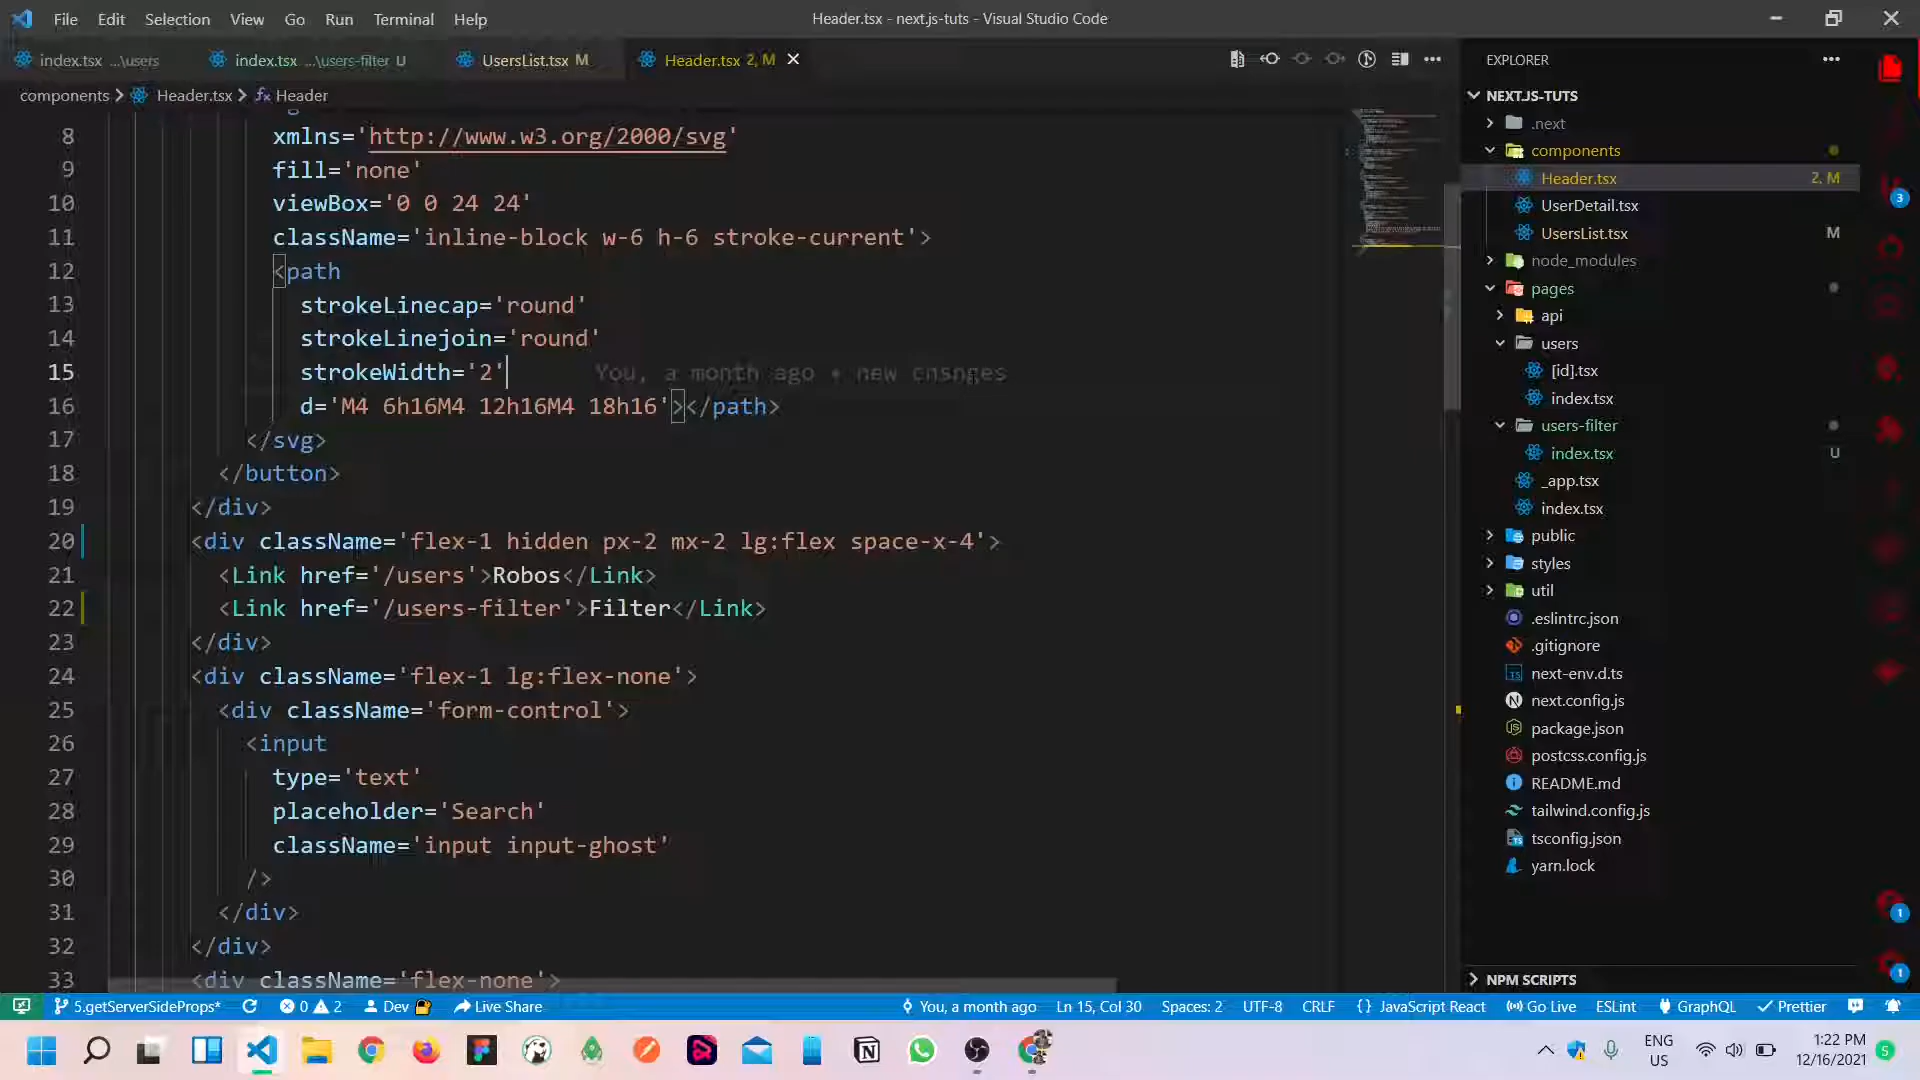 File Edit Selection View Go Run Terminal Help
Header.tsx - next.js-tuts - Visual Studio Code
index.tsx ...\users
index.tsx ...\users-filter U
UsersList.tsx M
Header.tsx 2, M
components > Header.tsx > Header
8 xmlns='http://www.w3.org/2000/svg'
9 fill='none'
10 viewBox='0 0 24 24'
11 className='inline-block w-6 h-6 stroke-current'>
12 <path
13 strokeLinecap='round'
14 strokeLinejoin='round'
15 strokeWidth='2' You, a month ago • new cnsnges
16 d='M4 6h16M4 12h16M4 18h16'></path>
17 </svg>
18 </button>
19 </div>
20 <div className='flex-1 hidden px-2 mx-2 lg:flex space-x-4'>
21 <Link href='/users'>Robos</Link>
22 <Link href='/users-filter'>Filter</Link>
23 </div>
24 <div className='flex-1 lg:flex-none'>
25 <div className='form-control'>
26 <input
27 type='text'
28 placeholder='Search'
29 className='input input-ghost'
30 />
31 </div>
32 </div>
33 <div className='flex-none'>
EXPLORER
NEXT.JS-TUTS
.next
components
Header.tsx 2, M
UserDetail.tsx
UsersList.tsx M
node_modules
pages
api
users
[id].tsx
index.tsx
users-filter
index.tsx U
_app.tsx
index.tsx
public
styles
util
.eslintrc.json
.gitignore
next-env.d.ts
next.config.js
package.json
postcss.config.js
README.md
tailwind.config.js
tsconfig.json
yarn.lock
NPM SCRIPTS
3
1
1
5.getServerSideProps* 0 2 Dev Live Share
You, a month ago Ln 15, Col 30 Spaces: 2 UTF-8 CRLF {} JavaScript React Go Live ESLint GraphQL Prettier
ENG
US
1:22 PM
12/16/2021
5